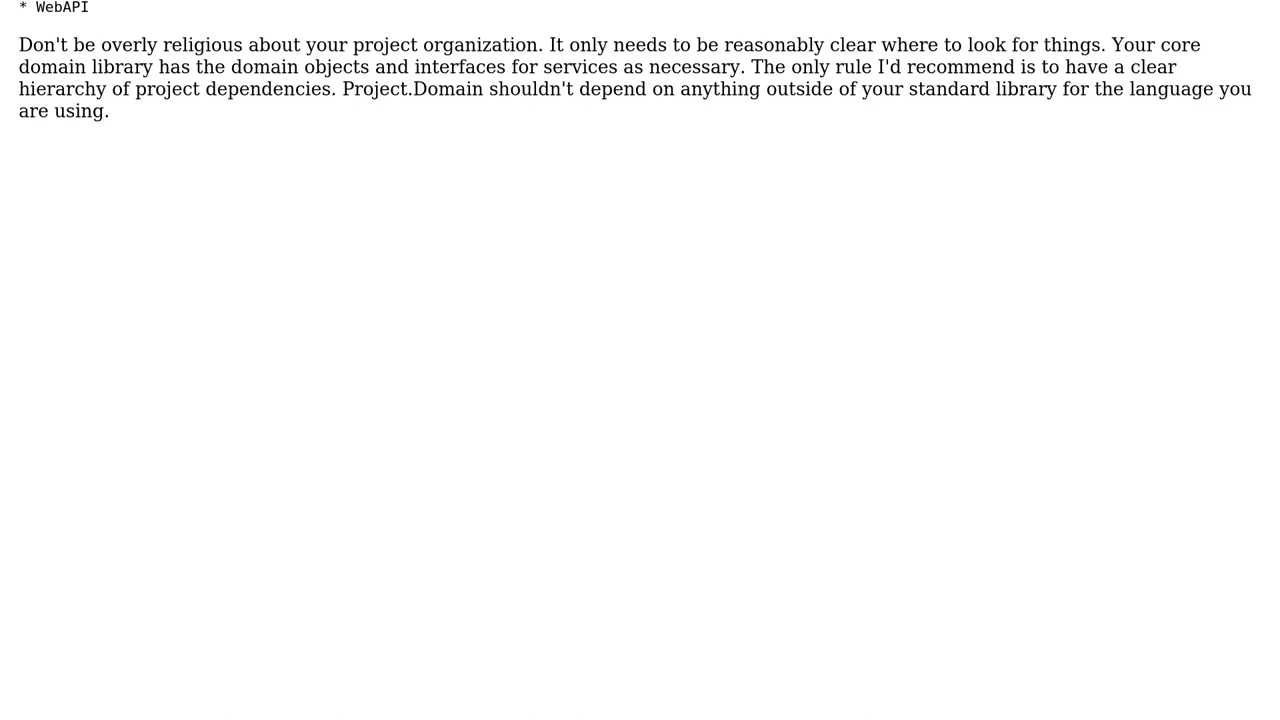 * WebAPI
Don't be overly religious about your project organization. It only needs to be reasonably clear where to look for things. Your core
domain library has the domain objects and interfaces for services as necessary. The only rule I'd recommend is to have a clear
hierarchy of project dependencies. Project.Domain shouldn't depend on anything outside of your standard library for the language you
are using.